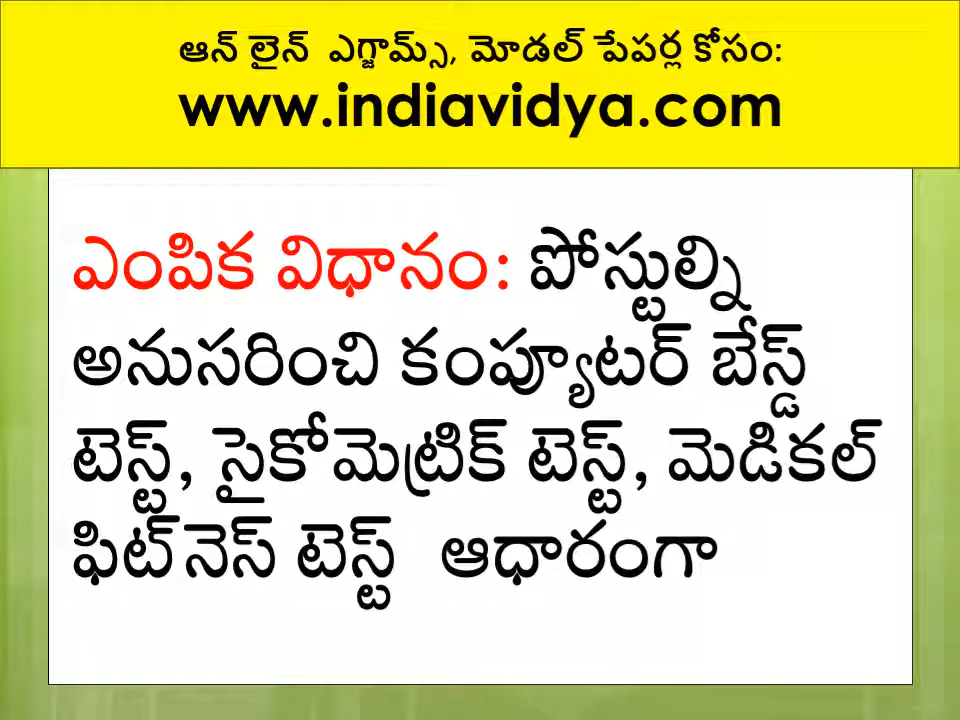 ఆన్ లైన్ ఎగ్జామ్స్, మోడల్ పేపర్ల కోసం:
www.indiavidya.com
ఎంపిక విధానం: పోస్టుల్ని
అనుసరించి కంప్యూటర్ బేస్డ్
టెస్ట్, సైకోమెట్రిక్ టెస్ట్, మెడికల్
ఫిట్‌నెస్ టెస్ట్ ఆధారంగా